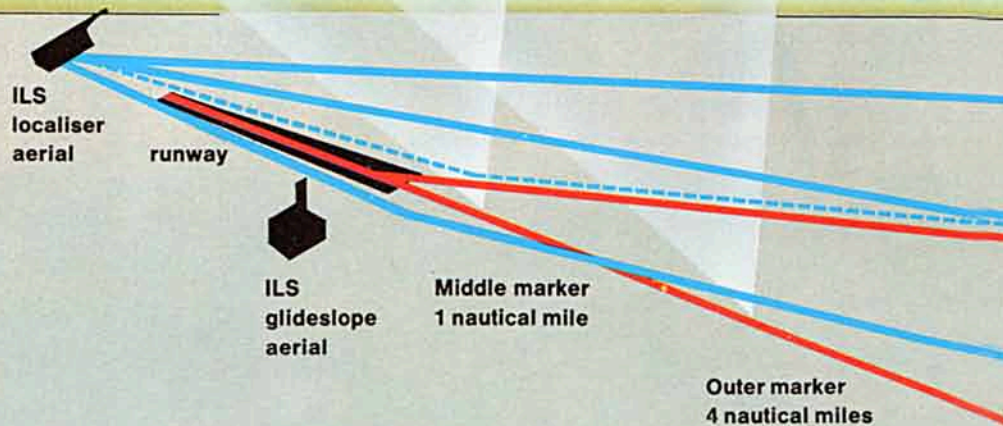 ILS
localiser
aerial
runway
ILS
glideslope
aerial
Middle marker
1 nautical mile
Outer marker
4 nautical miles